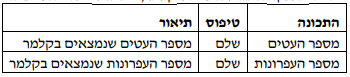 התכונה טיפוס תיאור
מספר העטים שלם מספר העטים שנמצאים בקלמר
מספר העפרונות שלם מספר העפרונות שנמצאים בקלמר